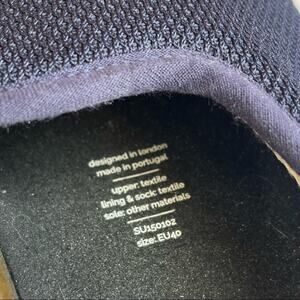 designed in london
made in portugal
upper: textile
lining & sock: textile
sole: other materials
SU150102
size: EU40